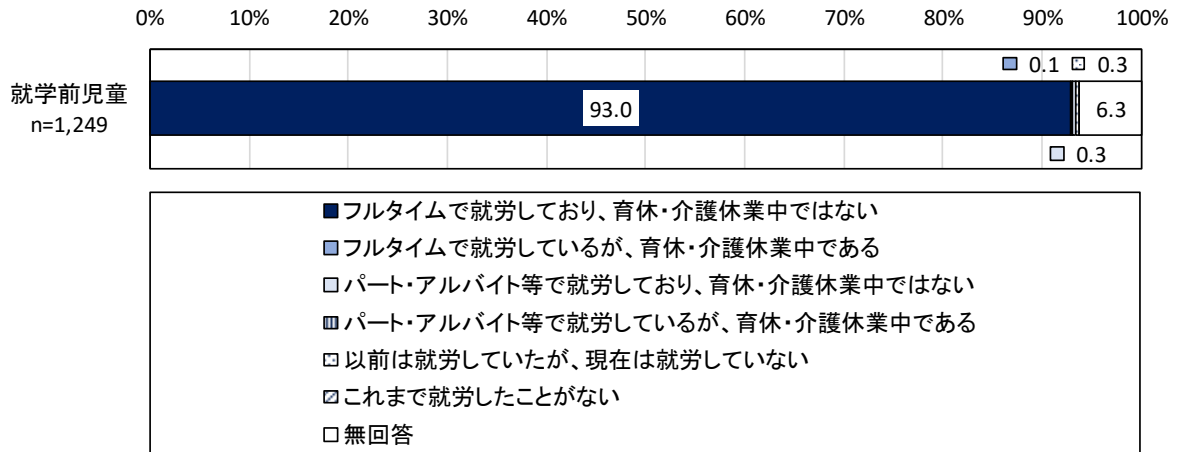 0% 10% 20% 30% 40% 50% 60% 70% 80% 90% 100%
0.1 0.3
就学前児童
n=1,249
93.0 6.3
0.3
フルタイムで就労しており、育休・介護休業中ではない
フルタイムで就労しているが、育休・介護休業中である
パート・アルバイト等で就労しており、育休・介護休業中ではない
パート・アルバイト等で就労しているが、育休・介護休業中である
以前は就労していたが、現在は就労していない
これまで就労したことがない
無回答